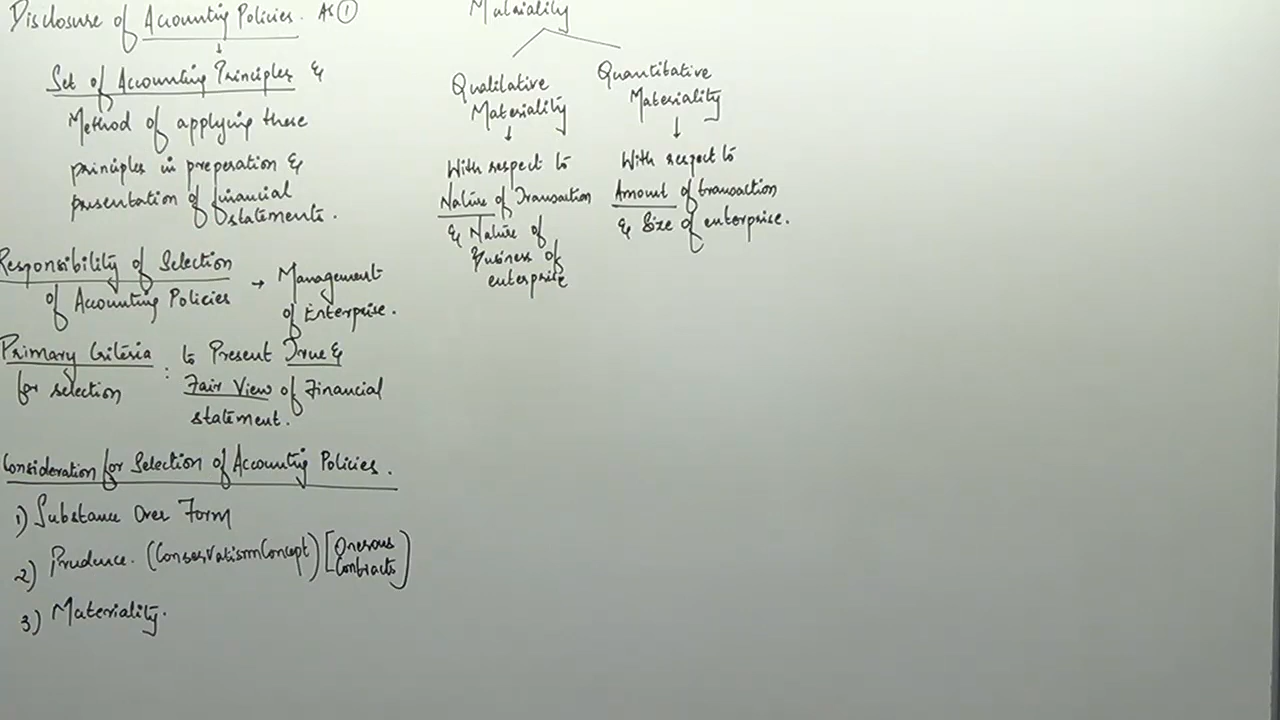 Disclosure of Accounting Policies. AS ①
↓
Set of Accounting Principles &
Method of applying these
principles in preperation &
presentation of financial
statements.
Responsibility of Selection
of Accounting Policies
→ Management
of Enterprise.
Primary Criteria
for selection
: to Present True &
Fair View of Financial
statement.
Consideration for Selection of Accounting Policies.
1) Substance Over Form
2) Prudence. (Conservatism Concept) [Onerous
Contracts]
3) Materiality.
Materiality
Qualitative
Materiality
↓
With respect to
Nature of Transaction
& Nature of
Business of
enterprise
Quantitative
Materiality
↓
With respect to
Amount of transaction
& Size of enterprise.